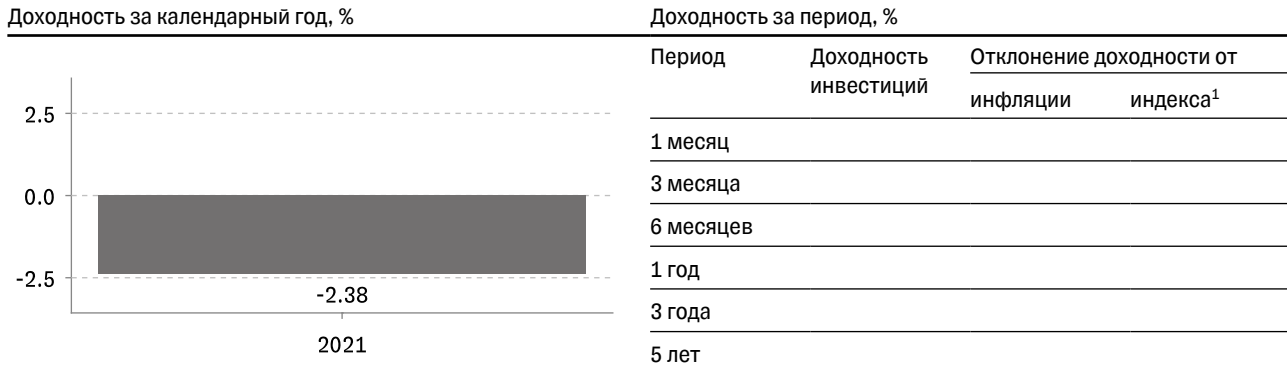 Доходность за календарный год, %
2.5
0.0
-2.5
-2.38
2021
Доходность за период, %
Период Доходность Отклонение доходности от
инвестиций
инфляции индекса¹
1 месяц
3 месяца
6 месяцев
1 год
3 года
5 лет